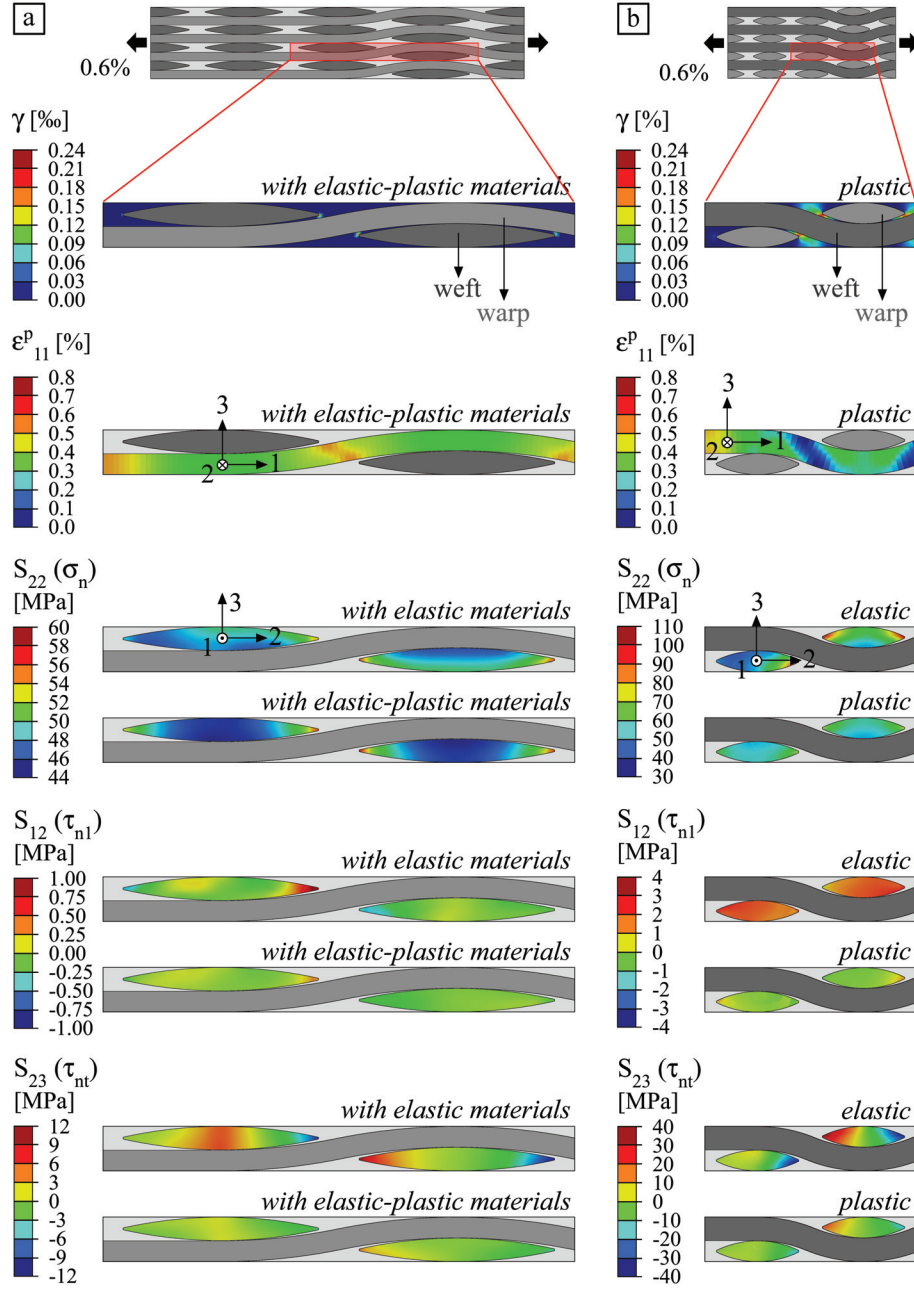 a
0.6%
γ [‰]
0.24
0.21
0.18
0.15
0.12
0.09
0.06
0.03
0.00
with elastic-plastic materials
weft
warp
ε^p_11 [%]
0.8
0.7
0.6
0.5
0.4
0.3
0.2
0.1
0.0
with elastic-plastic materials
3
2
1
S_22 (σ_n)
[MPa]
60
58
56
54
52
50
48
46
44
with elastic materials
3
1
2
with elastic-plastic materials
S_12 (τ_n1)
[MPa]
1.00
0.75
0.50
0.25
0.00
-0.25
-0.50
-0.75
-1.00
with elastic materials
with elastic-plastic materials
S_23 (τ_nt)
[MPa]
12
9
6
3
0
-3
-6
-9
-12
with elastic materials
with elastic-plastic materials
b
0.6%
γ [%]
0.24
0.21
0.18
0.15
0.12
0.09
0.06
0.03
0.00
plastic
weft
warp
ε^p_11 [%]
0.8
0.7
0.6
0.5
0.4
0.3
0.2
0.1
0.0
plastic
3
2
1
S_22 (σ_n)
[MPa]
110
100
90
80
70
60
50
40
30
elastic
3
1
2
plastic
S_12 (τ_n1)
[MPa]
4
3
2
1
0
-1
-2
-3
-4
elastic
plastic
S_23 (τ_nt)
[MPa]
40
30
20
10
0
-10
-20
-30
-40
elastic
plastic